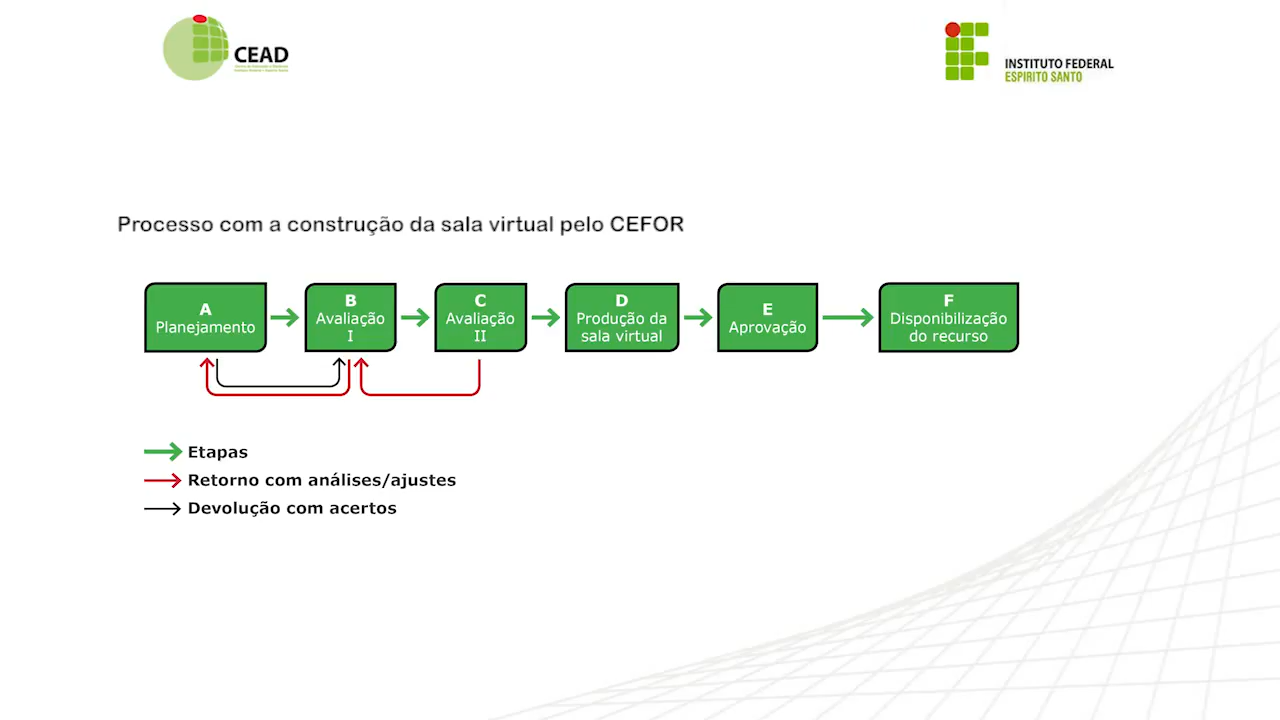 CEAD
INSTITUTO FEDERAL
ESPIRITO SANTO
Processo com a construção da sala virtual pelo CEFOR
A
Planejamento
B
Avaliação
I
C
Avaliação
II
D
Produção da
sala virtual
E
Aprovação
F
Disponibilização
do recurso
Etapas
Retorno com análises/ajustes
Devolução com acertos